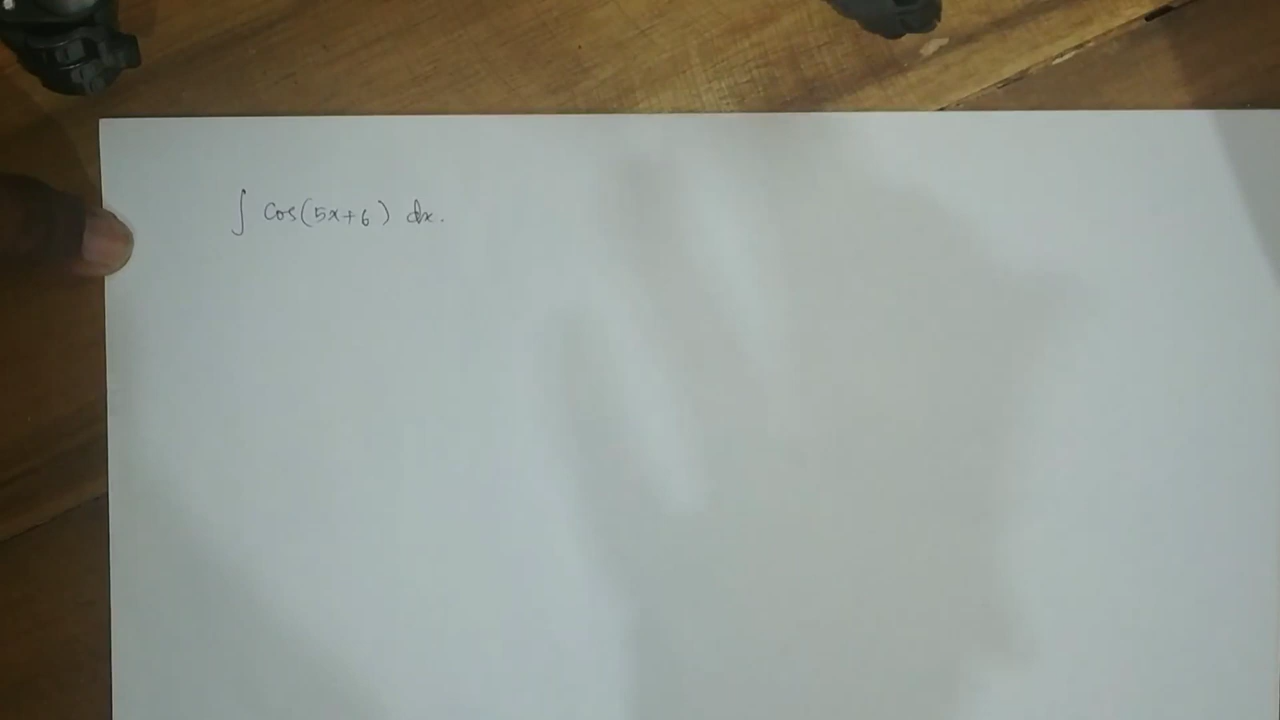 ∫ cos(5x+6) dx.